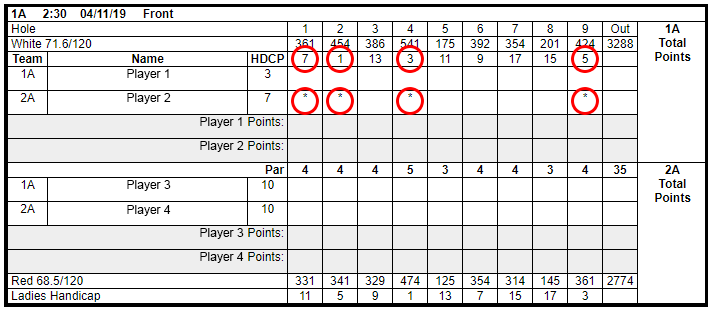 1A 2:30 04/11/19 Front
Hole 1 2 3 4 5 6 7 8 9 Out 1A
White 71.6/120 361 454 386 541 175 392 354 201 424 3288 Total
Team Name HDCP 7 1 13 3 11 9 17 15 5 Points
1A Player 1 3
2A Player 2 7 * * * *
Player 1 Points:
Player 2 Points:
Par 4 4 4 5 3 4 4 3 4 35 2A
1A Player 3 10 Total
2A Player 4 10 Points
Player 3 Points:
Player 4 Points:
Red 68.5/120 331 341 329 474 125 354 314 145 361 2774
Ladies Handicap 11 5 9 1 13 7 15 17 3